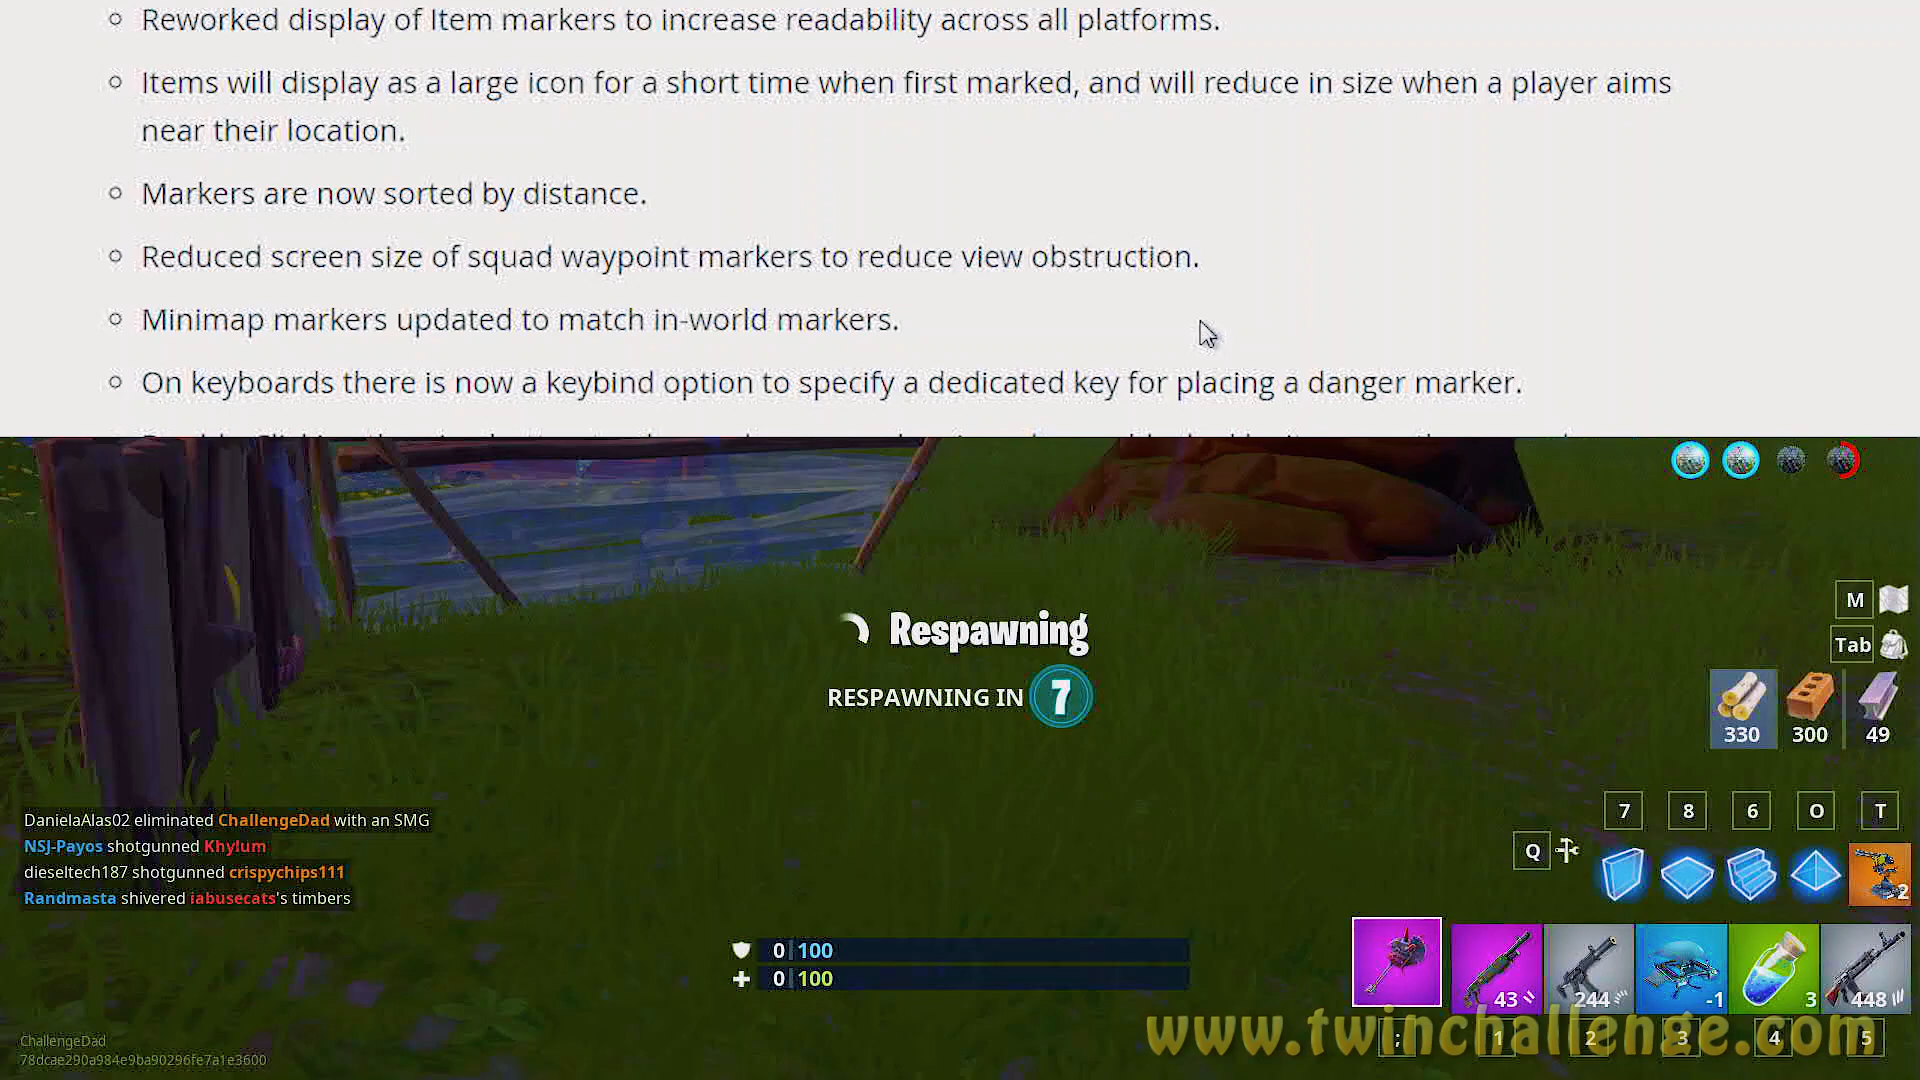 Reworked display of Item markers to increase readability across all platforms.
Items will display as a large icon for a short time when first marked, and will reduce in size when a player aims
near their location.
Markers are now sorted by distance.
Reduced screen size of squad waypoint markers to reduce view obstruction.
Minimap markers updated to match in-world markers.
On keyboards there is now a keybind option to specify a dedicated key for placing a danger marker.
Respawning
RESPAWNING IN 7
M
Tab
330 300 49
7 8 6 O T
Q
2
DanielaAlas02 eliminated ChallengeDad with an SMG
NSJ-Payos shotgunned Khylum
dieseltech187 shotgunned crispychips111
Randmasta shivered iabusecats's timbers
0 | 100
0 | 100
43 244 -1 3 448
; 1 2 3 4 5
www.twinchallenge.com
ChallengeDad
78dcae290a984e9ba90296fe7a1e3600